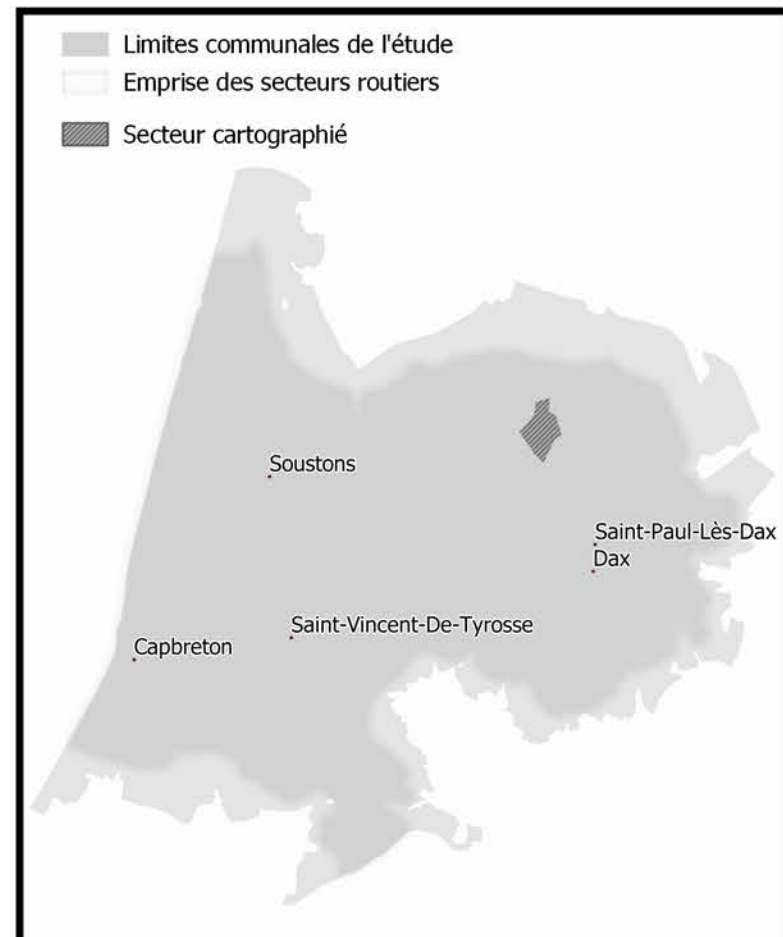 Limites communales de l'étude
Emprise des secteurs routiers
Secteur cartographié
Soustons
Saint-Paul-Lès-Dax
Dax
Saint-Vincent-De-Tyrosse
Capbreton